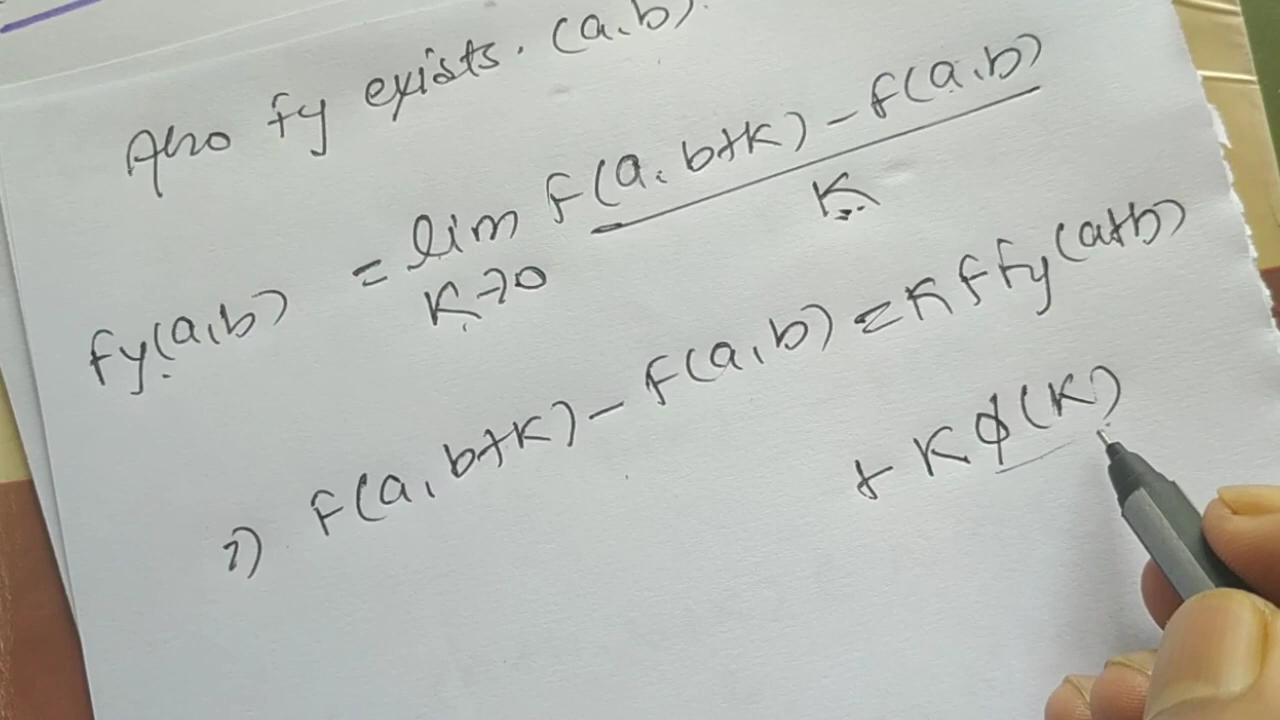 Also fy exists. (a,b).
fy(a,b) = lim K→0 f(a, b+K) - f(a,b) / K
⇒ f(a, b+K) - f(a,b) = K f fy(a+b)
+ K ϕ(K)